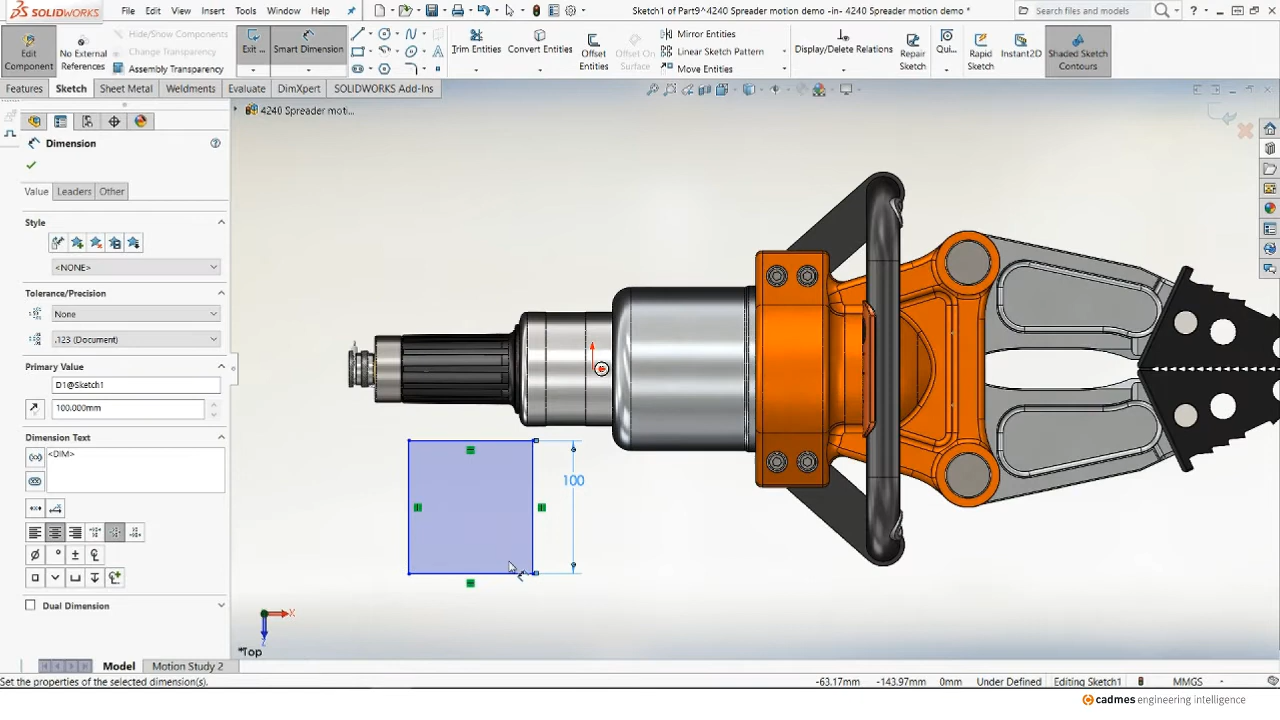 SOLIDWORKS
File Edit View Insert Tools Window Help
Sketch1 of Part9^4240 Spreader motion demo -in- 4240 Spreader motion demo *
Search files and models
Edit Component
No External References
Hide/Show Components
Change Transparency
Assembly Transparency
Exit ...
Smart Dimension
Trim Entities
Convert Entities
Offset Entities
Offset On Surface
Mirror Entities
Linear Sketch Pattern
Move Entities
Display/Delete Relations
Repair Sketch
Qui...
Rapid Sketch
Instant2D
Shaded Sketch Contours
Features Sketch Sheet Metal Weldments Evaluate DimXpert SOLIDWORKS Add-Ins
4240 Spreader moti...
Dimension
Value Leaders Other
Style
<NONE>
Tolerance/Precision
None
.123 (Document)
Primary Value
D1@Sketch1
100.000mm
Dimension Text
<DIM>
Dual Dimension
100
X
Z
*Top
Model Motion Study 2
Set the properties of the selected dimension(s).
-63.17mm -143.97mm 0mm Under Defined Editing Sketch1 MMGS
cadmes engineering intelligence